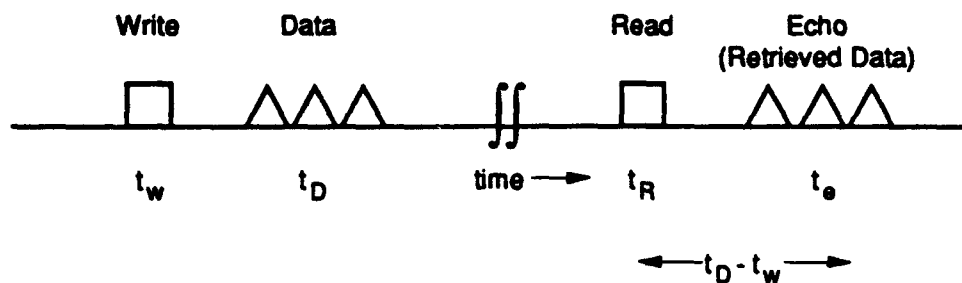 Write Data Read Echo
(Retrieved Data)
t_w t_D time t_R t_e
t_D - t_w